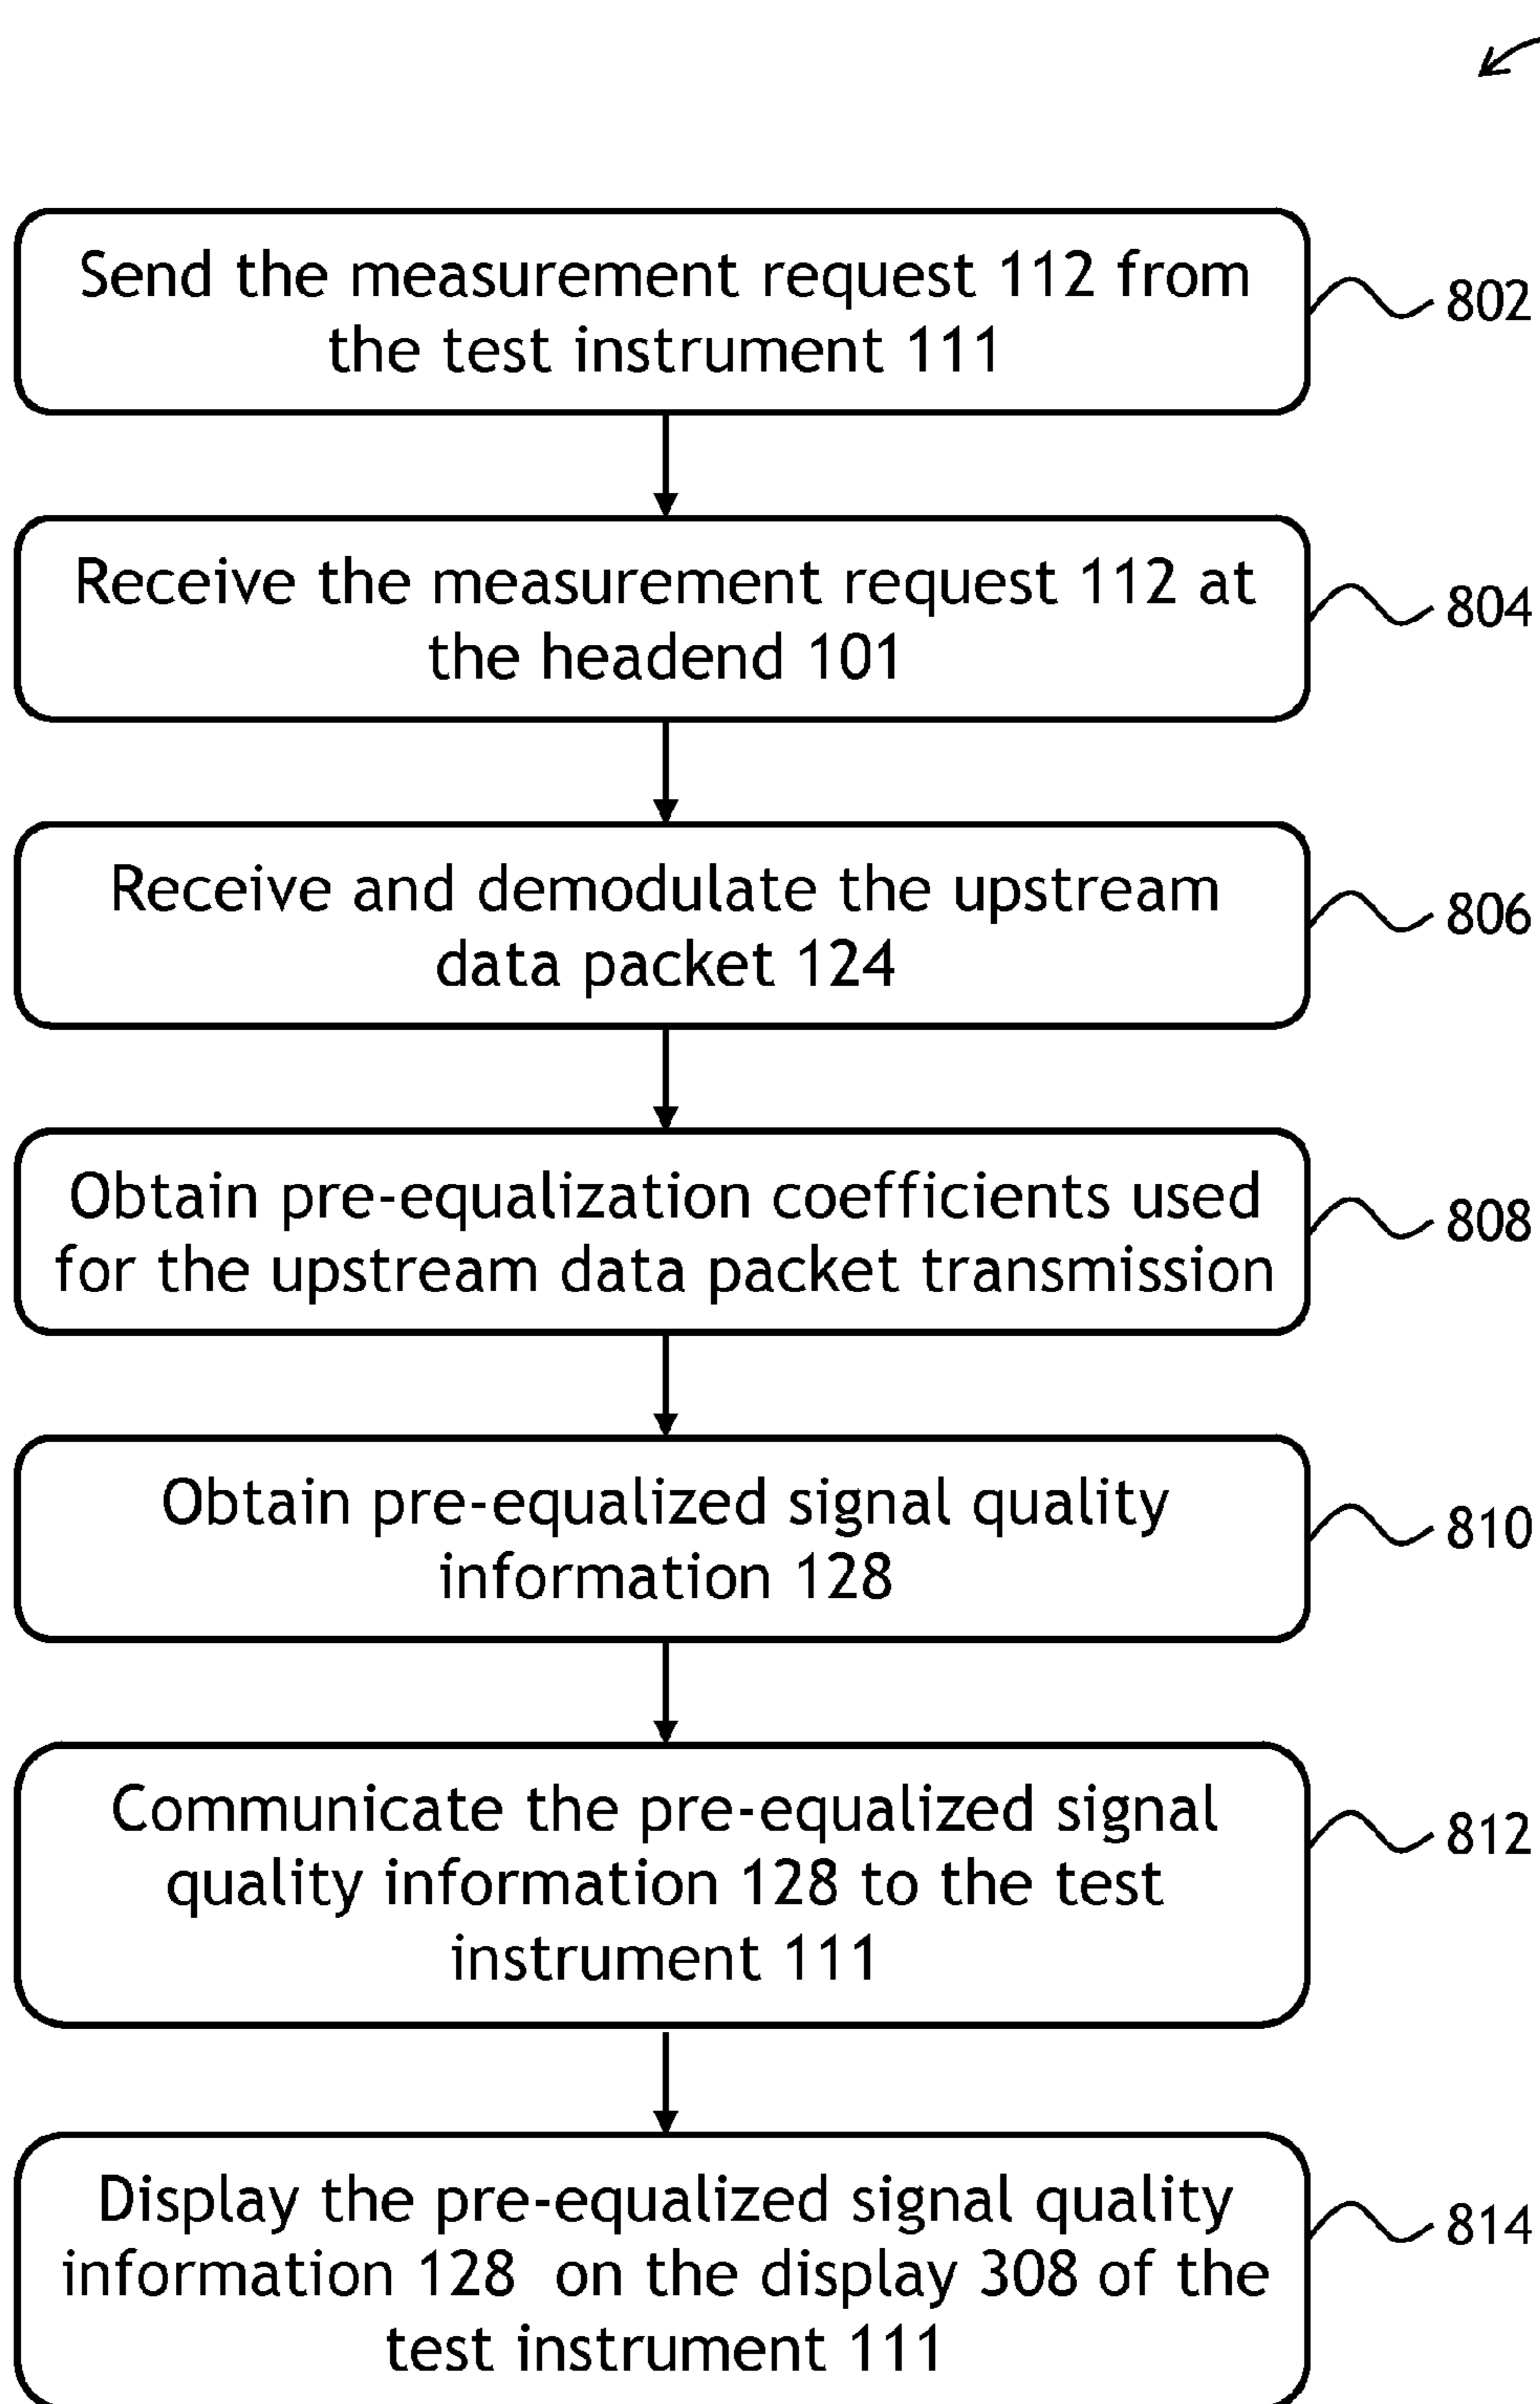 Send the measurement request 112 from
the test instrument 111
802
Receive the measurement request 112 at
the headend 101
804
Receive and demodulate the upstream
data packet 124
806
Obtain pre-equalization coefficients used
for the upstream data packet transmission
808
Obtain pre-equalized signal quality
information 128
810
Communicate the pre-equalized signal
quality information 128 to the test
instrument 111
812
Display the pre-equalized signal quality
information 128 on the display 308 of the
test instrument 111
814